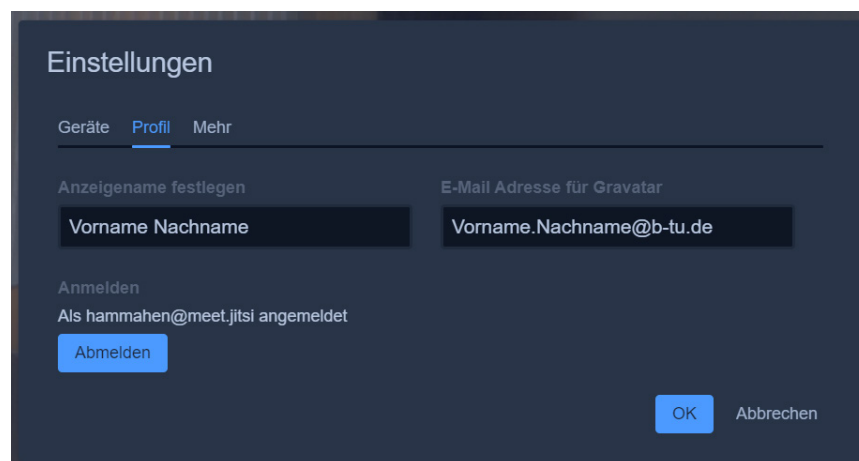 Einstellungen
Geräte Profil Mehr
Anzeigename festlegen E-Mail Adresse für Gravatar
Vorname Nachname Vorname.Nachname@b-tu.de
Anmelden
Als hammahen@meet.jitsi angemeldet
Abmelden
OK Abbrechen